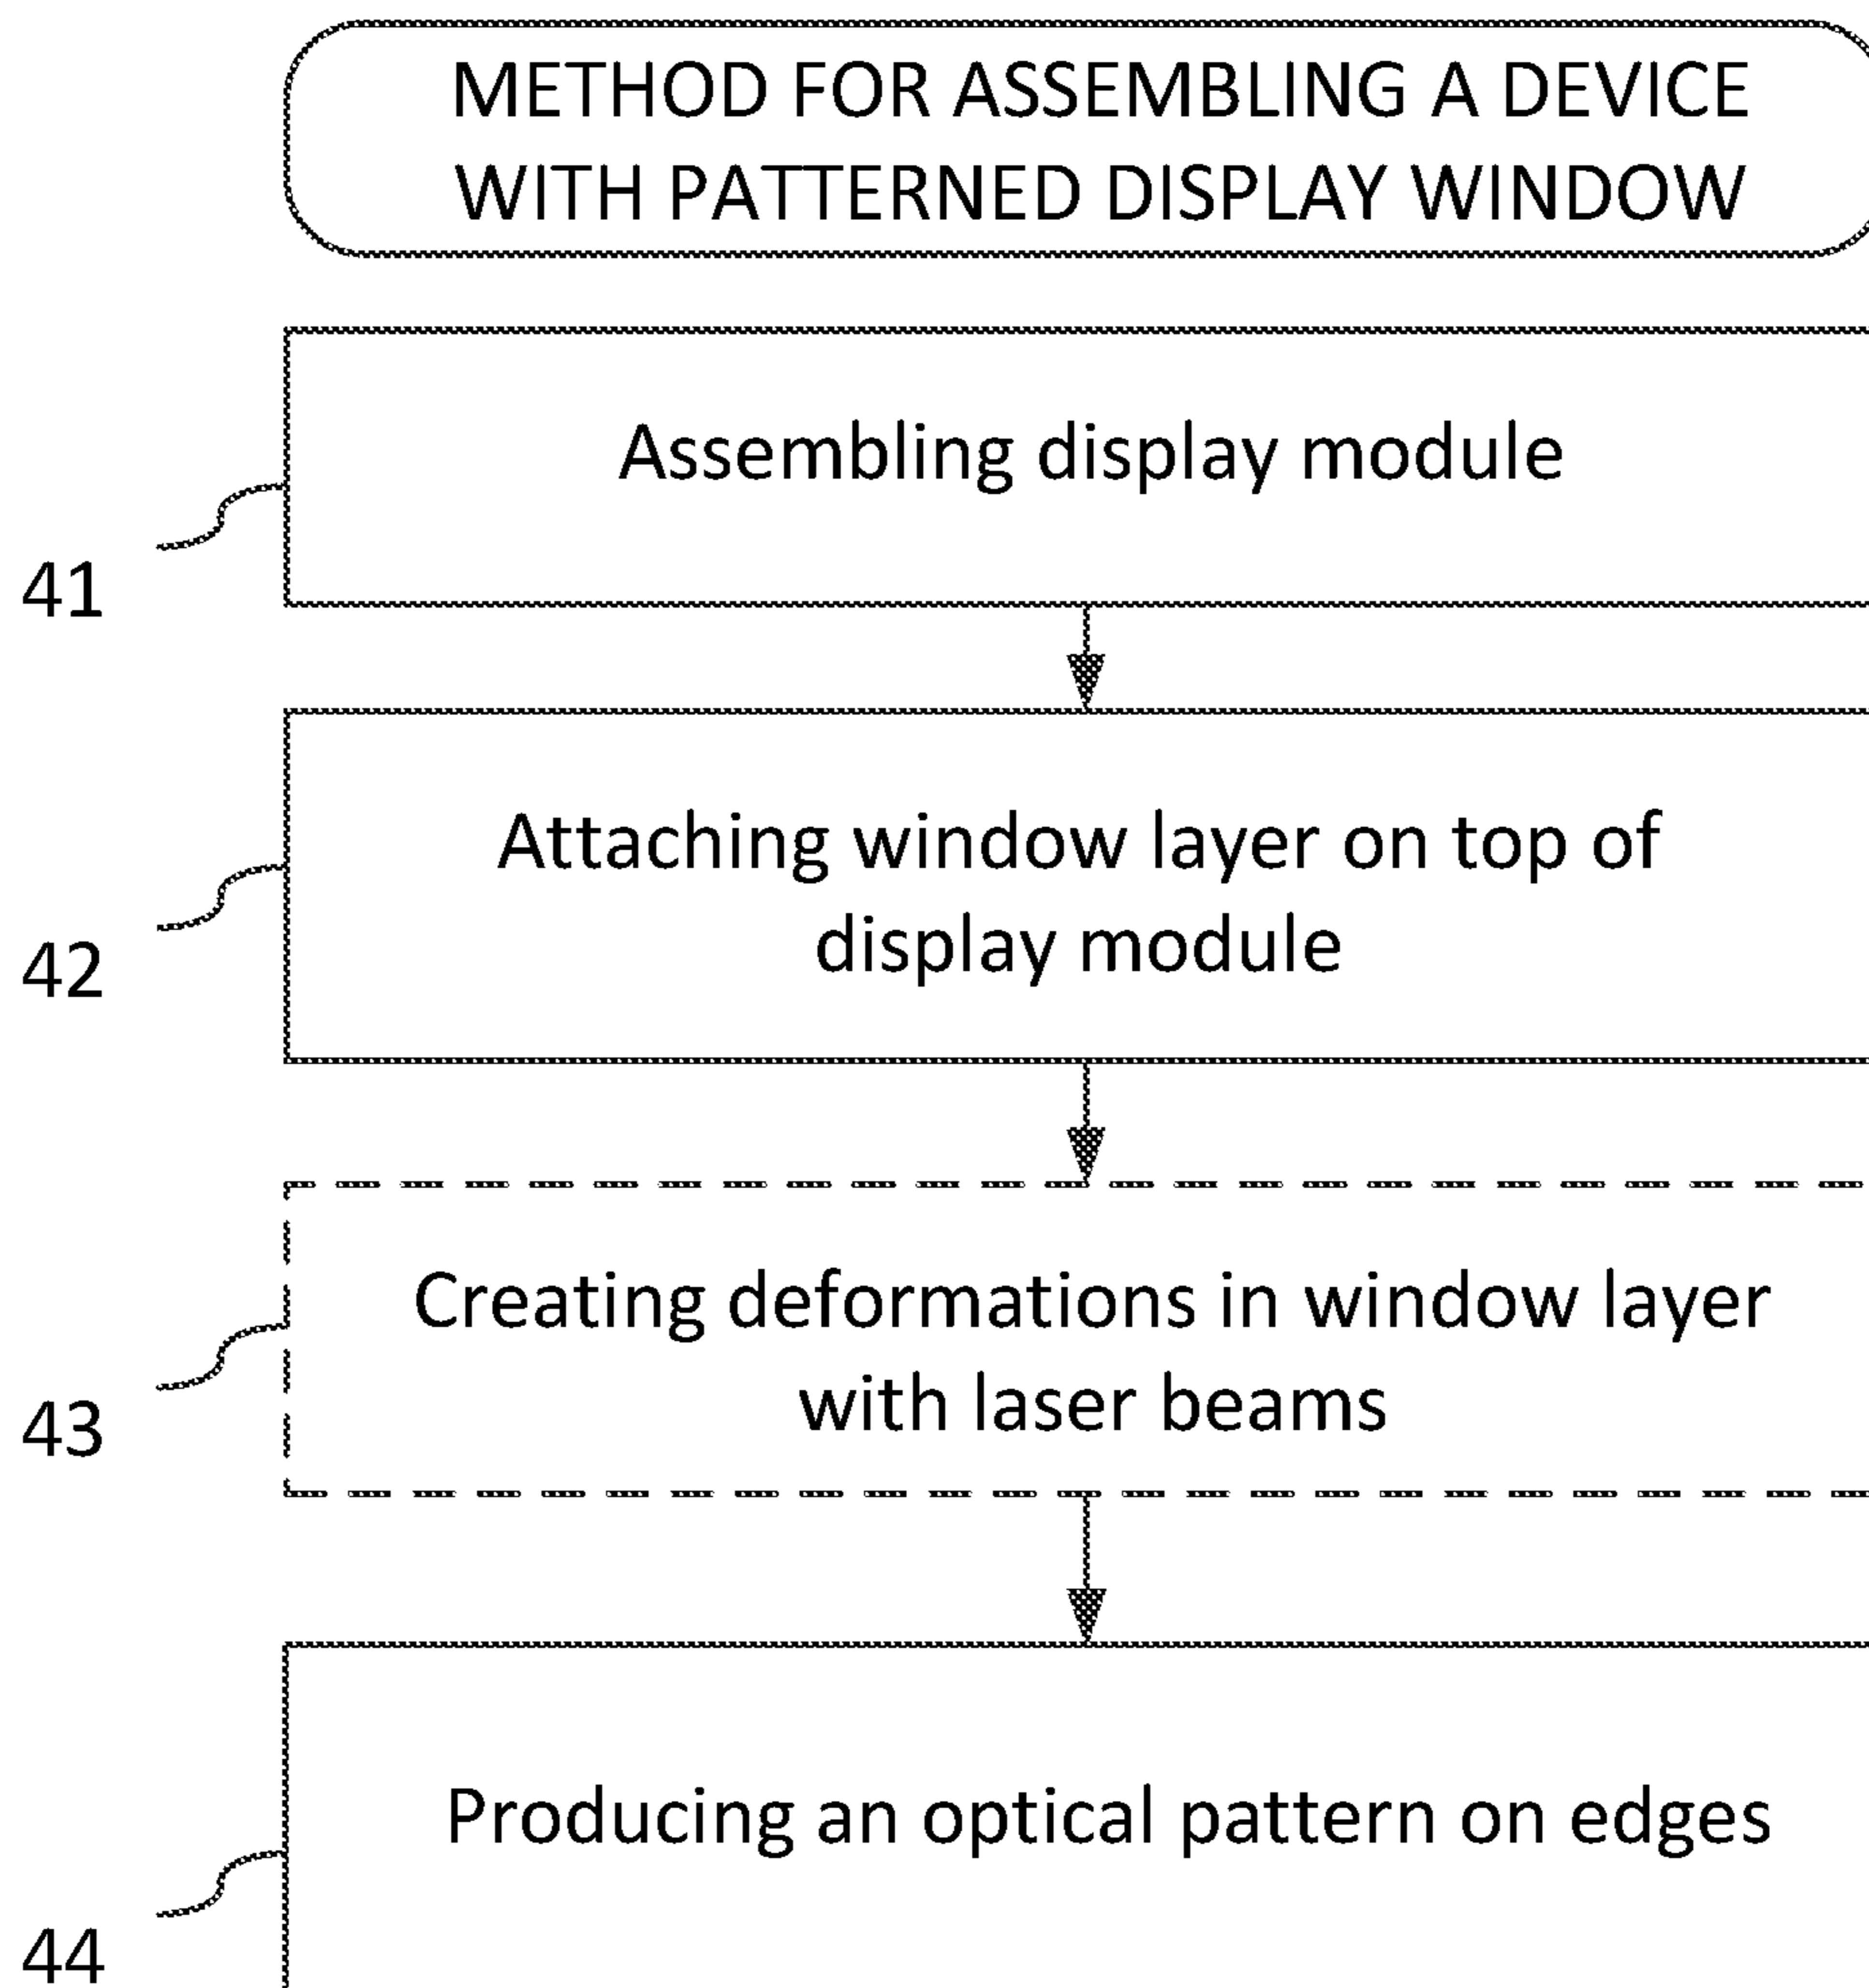 METHOD FOR ASSEMBLING A DEVICE
WITH PATTERNED DISPLAY WINDOW
Assembling display module
41
Attaching window layer on top of
display module
42
Creating deformations in window layer
with laser beams
43
Producing an optical pattern on edges
44